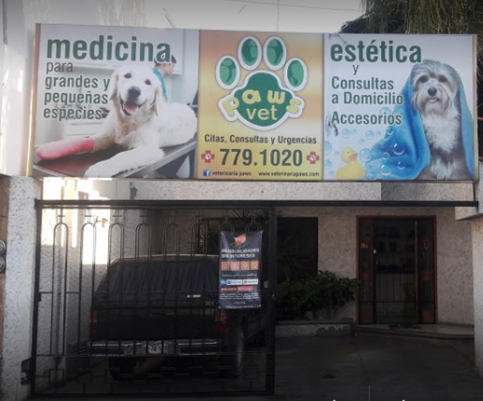 medicina
para
grandes y
pequeñas
especies
paws
vet
Citas, Consultas y Urgencias
779.1020
veterinaria paws www.veterinariapaws.com
estética
y
Consultas
a Domicilio
Accesorios